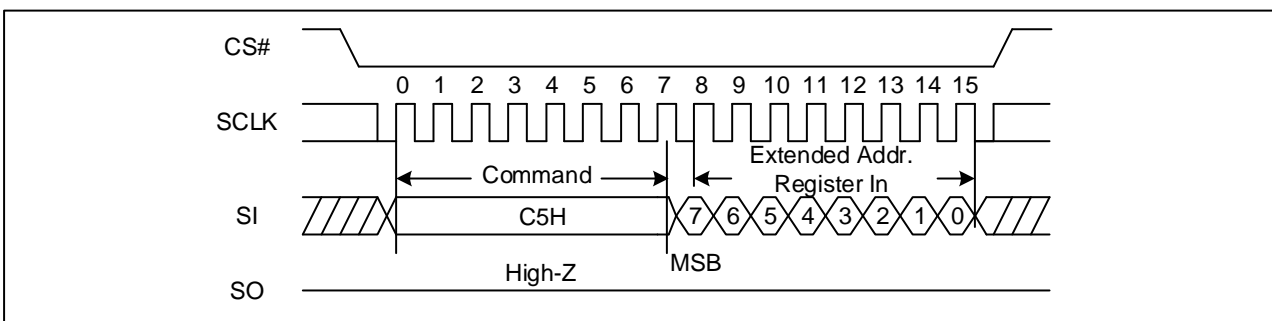 CS#
0 1 2 3 4 5 6 7 8 9 10 11 12 13 14 15
SCLK
Extended Addr.
Command
Register In
SI
C5H
7 6 5 4 3 2 1 0
MSB
High-Z
SO